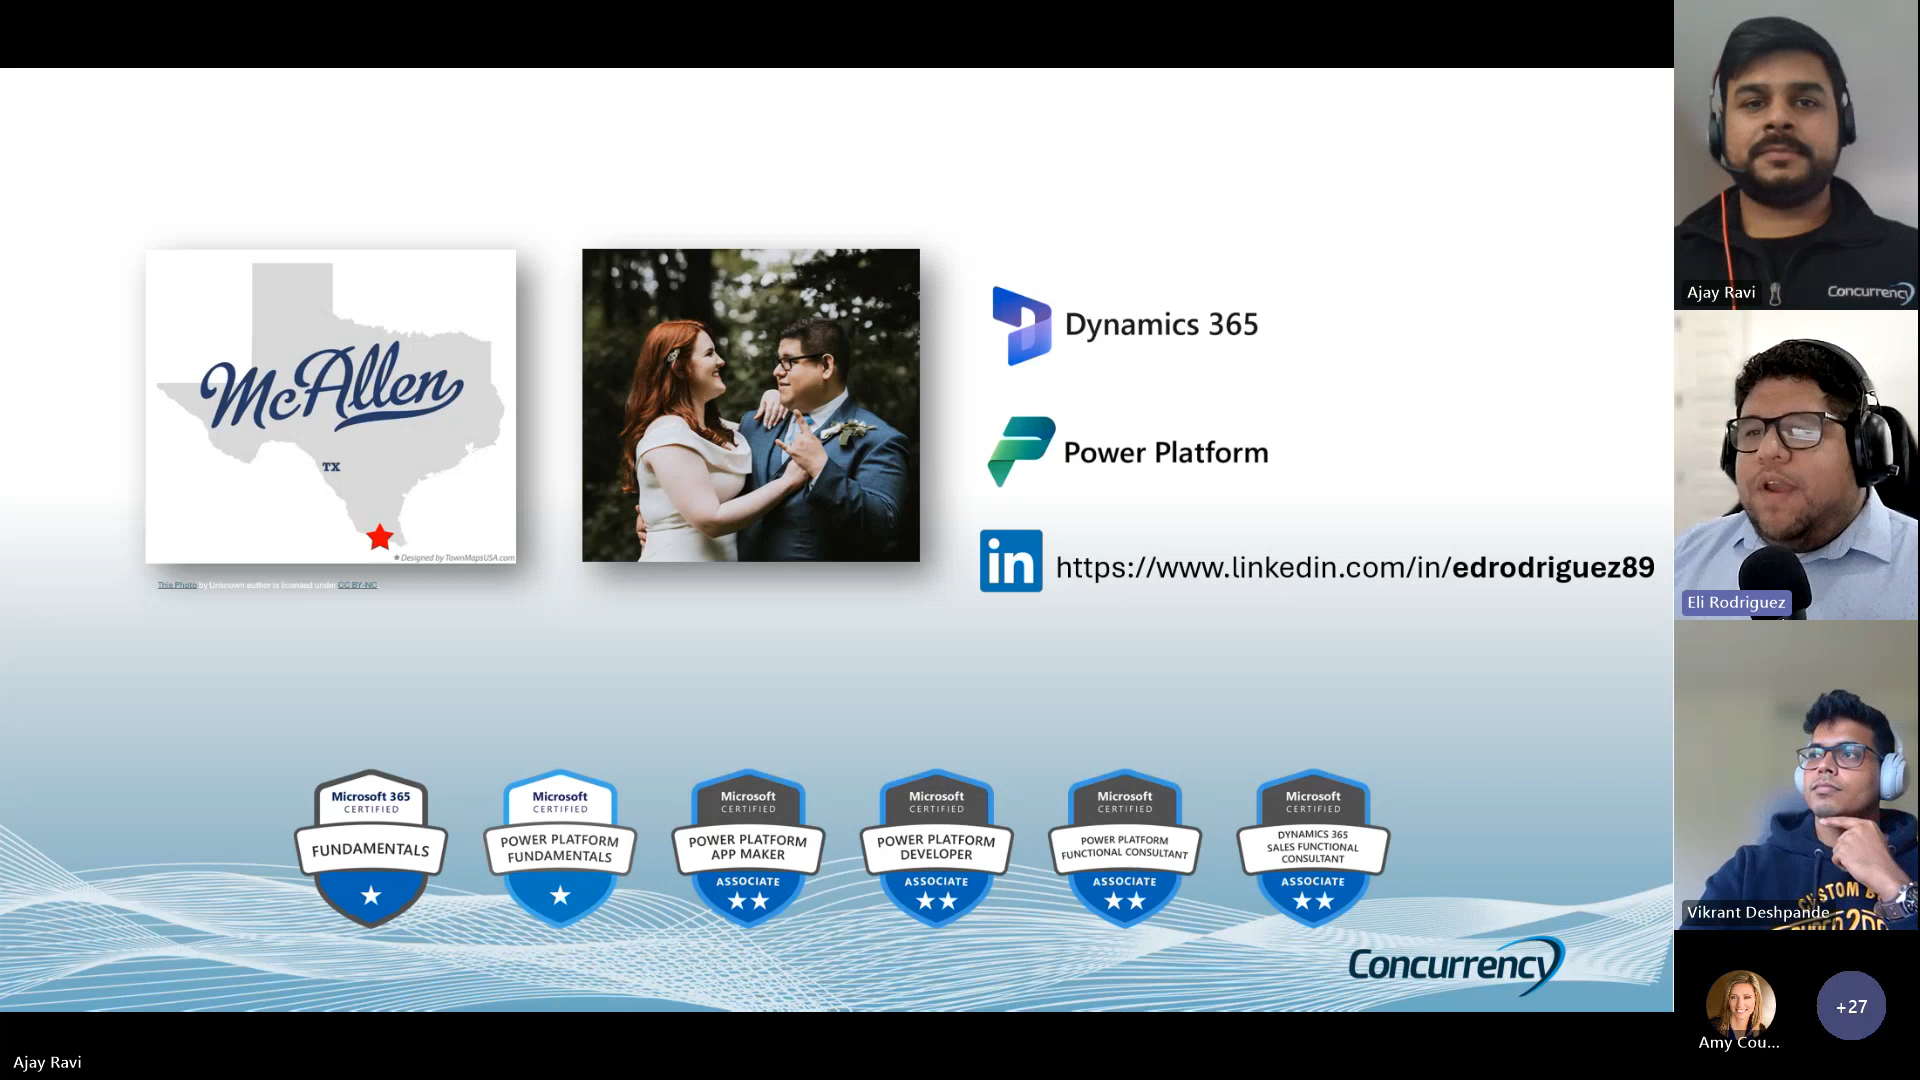 McAllen
TX
Designed by TownMapsUSA.com
This Photo by Unknown author is licensed under CC BY-NC
Dynamics 365
Power Platform
in https://www.linkedin.com/in/edrodriguez89
Microsoft 365
CERTIFIED
FUNDAMENTALS
Microsoft
CERTIFIED
POWER PLATFORM
FUNDAMENTALS
Microsoft
CERTIFIED
POWER PLATFORM
APP MAKER
ASSOCIATE
Microsoft
CERTIFIED
POWER PLATFORM
DEVELOPER
ASSOCIATE
Microsoft
CERTIFIED
POWER PLATFORM
FUNCTIONAL CONSULTANT
ASSOCIATE
Microsoft
CERTIFIED
DYNAMICS 365
SALES FUNCTIONAL
CONSULTANT
ASSOCIATE
Concurrency
Ajay Ravi
Concurrency
Eli Rodriguez
Vikrant Deshpande
Amy Cou...
+27
Ajay Ravi